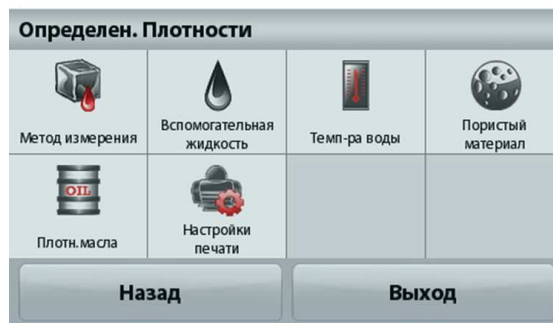 Определен. Плотности
Метод измерения
Вспомогательная
жидкость
Темп-ра воды
Пористый
материал
OIL
Плотн.масла
Настройки
печати
Назад
Выход